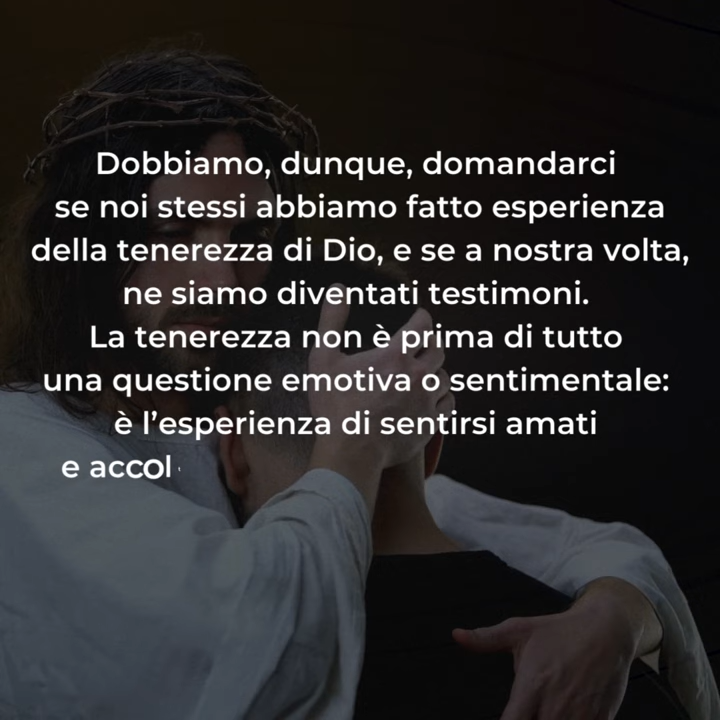 Dobbiamo, dunque, domandarci
se noi stessi abbiamo fatto esperienza
della tenerezza di Dio, e se a nostra volta,
ne siamo diventati testimoni.
La tenerezza non è prima di tutto
una questione emotiva o sentimentale:
è l’esperienza di sentirsi amati
e accol